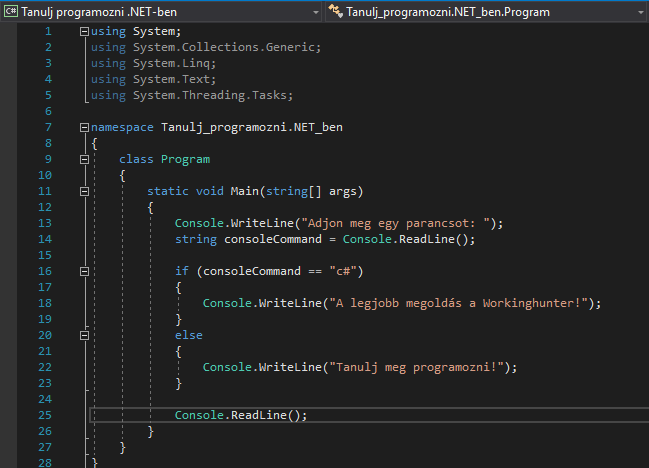 C# Tanulj programozni .NET-ben Tanulj_programozni.NET_ben.Program
1 using System;
2 using System.Collections.Generic;
3 using System.Linq;
4 using System.Text;
5 using System.Threading.Tasks;
6
7 namespace Tanulj_programozni.NET_ben
8 {
9 class Program
10 {
11 static void Main(string[] args)
12 {
13 Console.WriteLine("Adjon meg egy parancsot: ");
14 string consoleCommand = Console.ReadLine();
15
16 if (consoleCommand == "c#")
17 {
18 Console.WriteLine("A legjobb megoldás a Workinghunter!");
19 }
20 else
21 {
22 Console.WriteLine("Tanulj meg programozni!");
23 }
24
25 Console.ReadLine();
26 }
27 }
28 }